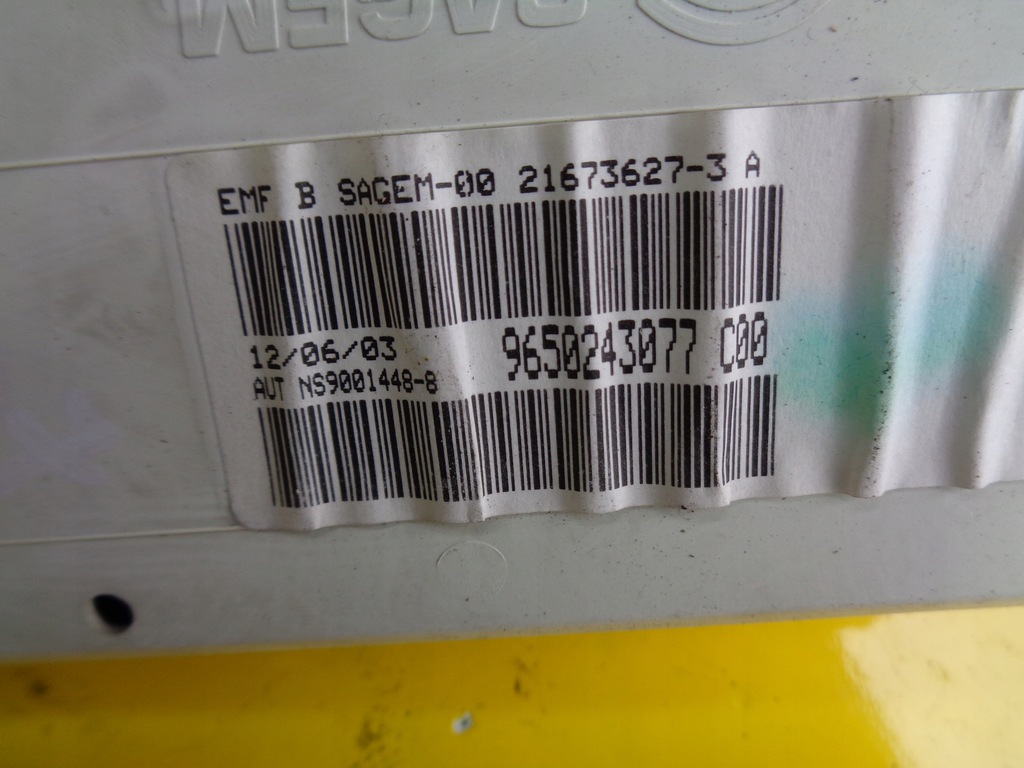 SAGEM
EMF B SAGEM-00 21673627-3 A
12/06/03
9650243077 C00
AUT NS9001448-8